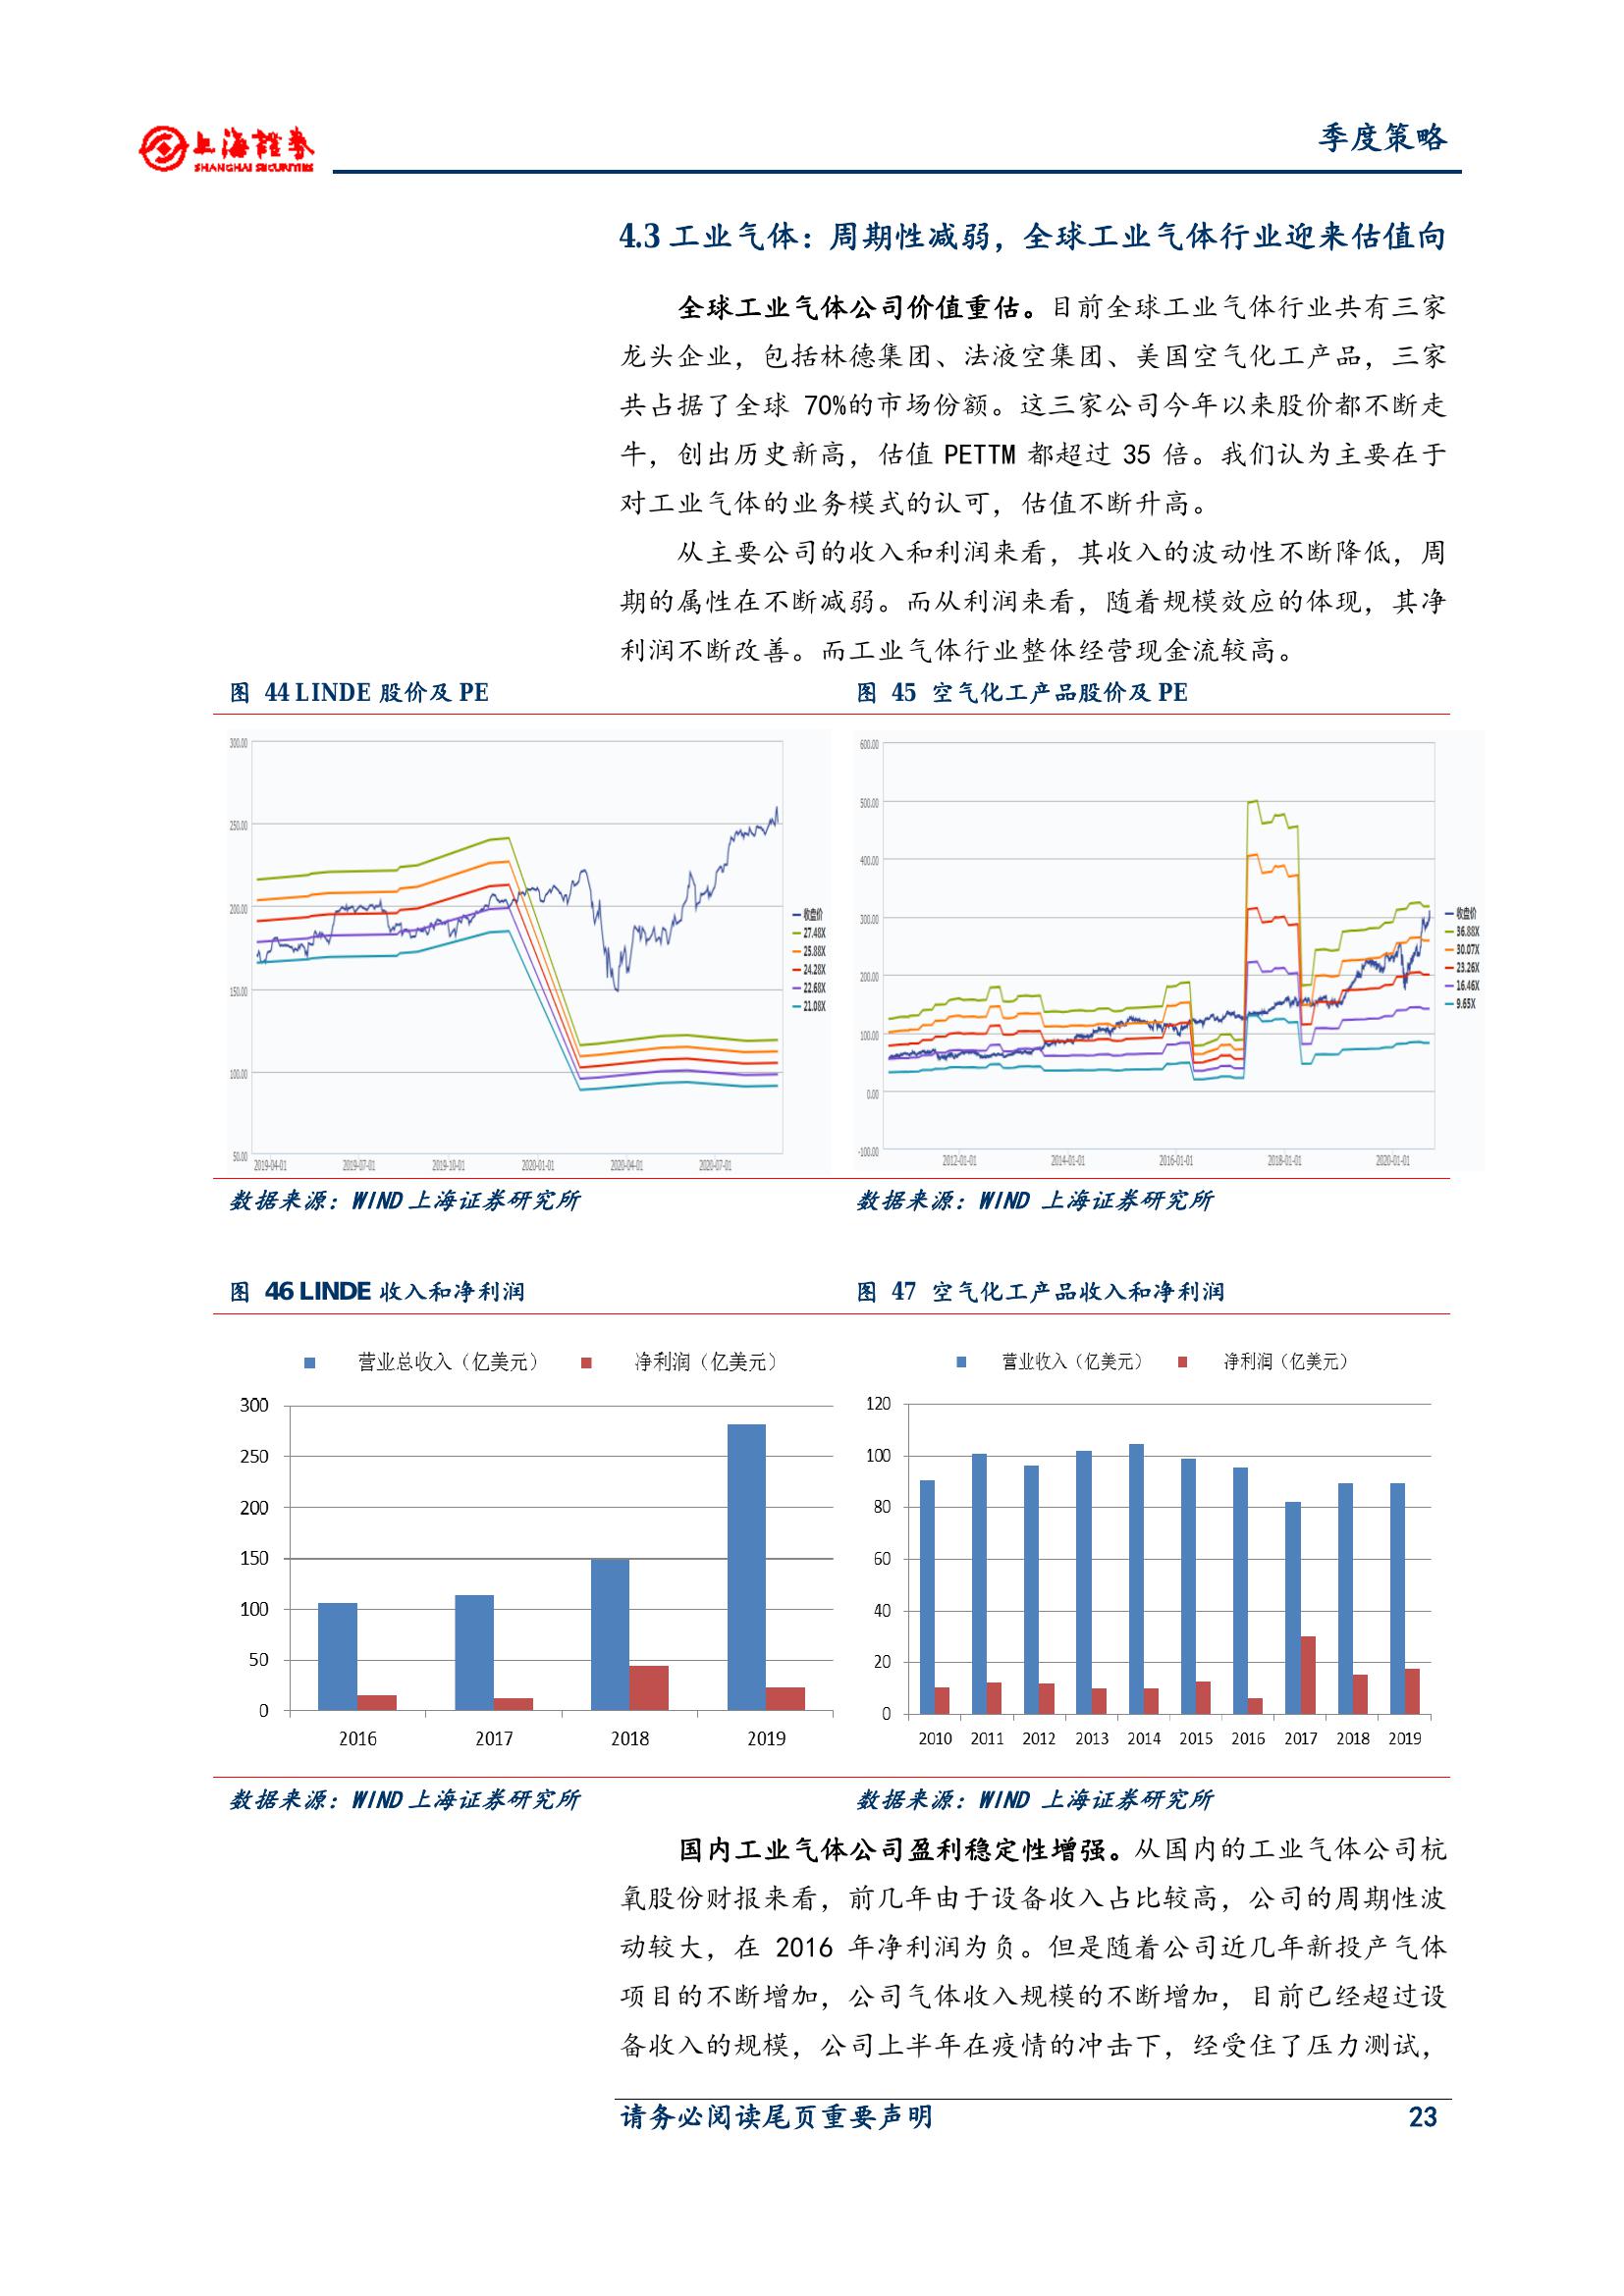 上海證券
SHANGHAI SECURITIES
季度策略
4.3 工业气体：周期性减弱，全球工业气体行业迎来估值向
全球工业气体公司价值重估。目前全球工业气体行业共有三家
龙头企业，包括林德集团、法液空集团、美国空气化工产品，三家
共占据了全球 70%的市场份额。这三家公司今年以来股价都不断走
牛，创出历史新高，估值 PETTM 都超过 35 倍。我们认为主要在于
对工业气体的业务模式的认可，估值不断升高。
从主要公司的收入和利润来看，其收入的波动性不断降低，周
期的属性在不断减弱。而从利润来看，随着规模效应的体现，其净
利润不断改善。而工业气体行业整体经营现金流较高。
图 44 LINDE 股价及 PE
300.00
250.00
200.00
150.00
100.00
50.00
2019-04-01 2019-07-01 2019-10-01 2020-01-01 2020-04-01 2020-07-01
收盘价
27.48X
25.88X
24.28X
22.68X
21.08X
数据来源：WIND 上海证券研究所
图 45 空气化工产品股价及 PE
600.00
500.00
400.00
300.00
200.00
100.00
0.00
-100.00
2012-01-01 2014-01-01 2016-01-01 2018-01-01 2020-01-01
收盘价
36.88X
30.07X
23.26X
16.46X
9.65X
数据来源：WIND 上海证券研究所
图 46 LINDE 收入和净利润
营业总收入（亿美元） 净利润（亿美元）
300
250
200
150
100
50
0
2016 2017 2018 2019
数据来源：WIND 上海证券研究所
图 47 空气化工产品收入和净利润
营业收入（亿美元） 净利润（亿美元）
120
100
80
60
40
20
0
2010 2011 2012 2013 2014 2015 2016 2017 2018 2019
数据来源：WIND 上海证券研究所
国内工业气体公司盈利稳定性增强。从国内的工业气体公司杭
氧股份财报来看，前几年由于设备收入占比较高，公司的周期性波
动较大，在 2016 年净利润为负。但是随着公司近几年新投产气体
项目的不断增加，公司气体收入规模的不断增加，目前已经超过设
备收入的规模，公司上半年在疫情的冲击下，经受住了压力测试，
请务必阅读尾页重要声明 23